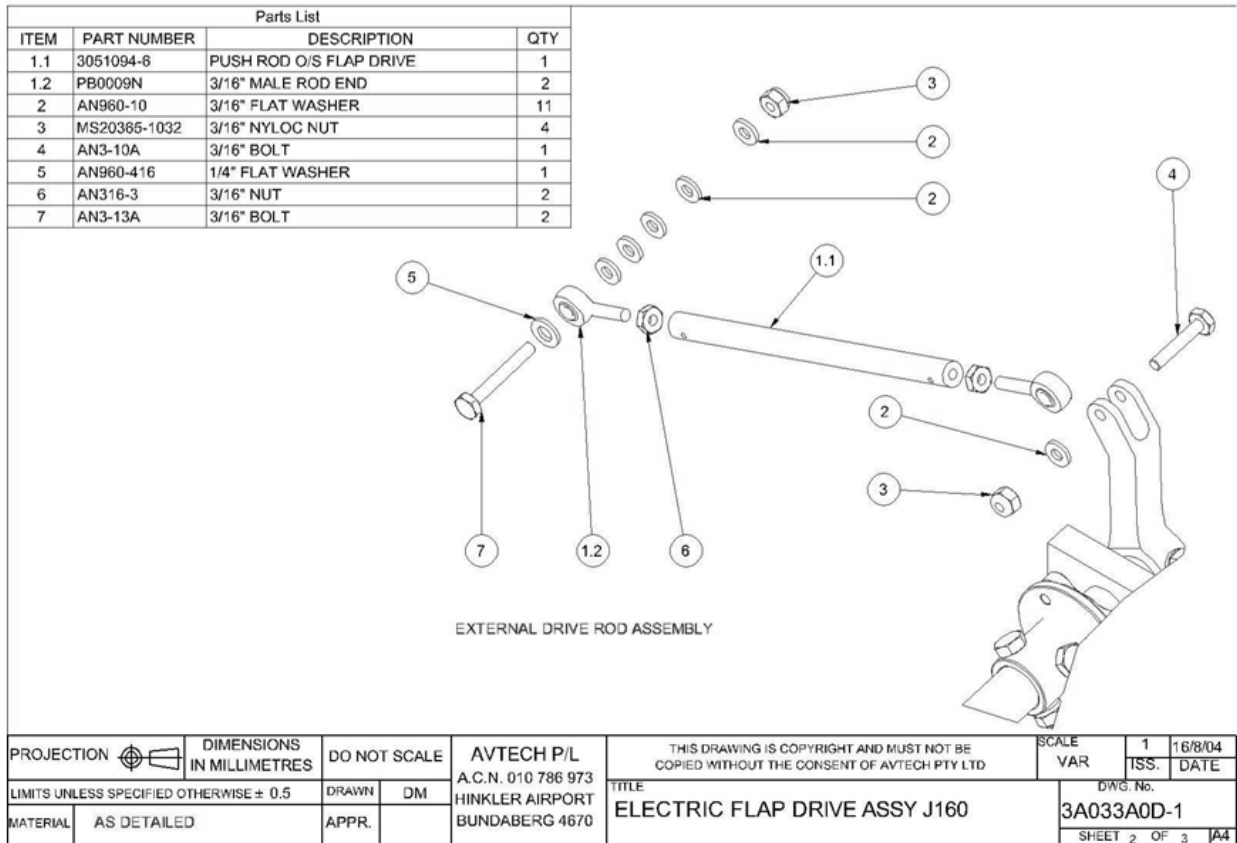 Parts List
ITEM PART NUMBER DESCRIPTION QTY
1.1 3051094-6 PUSH ROD O/S FLAP DRIVE 1
1.2 PB0009N 3/16" MALE ROD END 2
2 AN960-10 3/16" FLAT WASHER 11
3 MS20365-1032 3/16" NYLOC NUT 4
4 AN3-10A 3/16" BOLT 1
5 AN960-416 1/4" FLAT WASHER 1
6 AN316-3 3/16" NUT 2
7 AN3-13A 3/16" BOLT 2
3
2
4
2
1.1
5
2
3
7
1.2
6
EXTERNAL DRIVE ROD ASSEMBLY
PROJECTION
DIMENSIONS
IN MILLIMETRES
DO NOT SCALE
LIMITS UNLESS SPECIFIED OTHERWISE ± 0.5
DRAWN DM
MATERIAL AS DETAILED
APPR.
AVTECH P/L
A.C.N. 010 786 973
HINKLER AIRPORT
BUNDABERG 4670
THIS DRAWING IS COPYRIGHT AND MUST NOT BE
COPIED WITHOUT THE CONSENT OF AVTECH PTY LTD
TITLE
ELECTRIC FLAP DRIVE ASSY J160
SCALE
VAR
1 16/8/04
ISS. DATE
DWG. No.
3A033A0D-1
SHEET 2 OF 3 A4